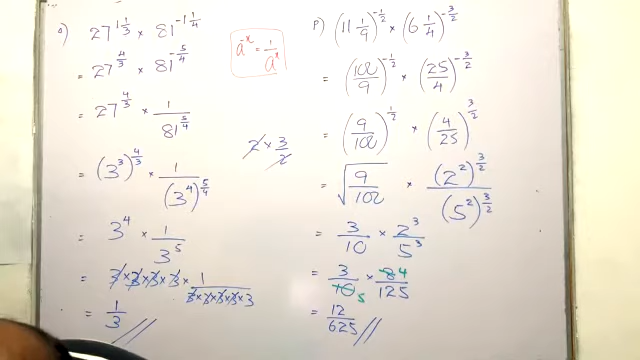 o) 27^{1 1/3} × 81^{-1 1/4}
= 27^{4/3} × 81^{-5/4}
= 27^{4/3} × 1/81^{5/4}
= (3^3)^{4/3} × 1/(3^4)^{5/4}
= 3^4 × 1/3^5
= 3 × 3 × 3 × 3 × 1/(3 × 3 × 3 × 3 × 3)
= 1/3 //
a^{-x} = 1/a^x
2 × 3/2
p) (11 1/9)^{-1/2} × (6 1/4)^{-3/2}
= (100/9)^{-1/2} × (25/4)^{-3/2}
= (9/100)^{1/2} × (4/25)^{3/2}
= √(9/100) × (2^2)^{3/2}/(5^2)^{3/2}
= 3/10 × 2^3/5^3
= 3/10 5 × 8 4/125
= 12/625 //